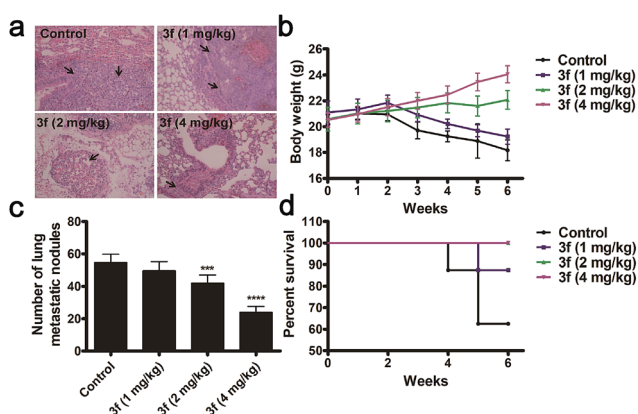 a
Control
3f (1 mg/kg)
3f (2 mg/kg)
3f (4 mg/kg)
b
Body weight (g)
26
24
22
20
18
16
0 1 2 3 4 5 6
Weeks
Control
3f (1 mg/kg)
3f (2 mg/kg)
3f (4 mg/kg)
c
Number of lung
metastatic nodules
80
60
40
20
0
***
****
Control
3f (1 mg/kg)
3f (2 mg/kg)
3f (4 mg/kg)
d
Percent survival
100
100
90
80
70
60
50
0 2 4 6
Weeks
Control
3f (1 mg/kg)
3f (2 mg/kg)
3f (4 mg/kg)